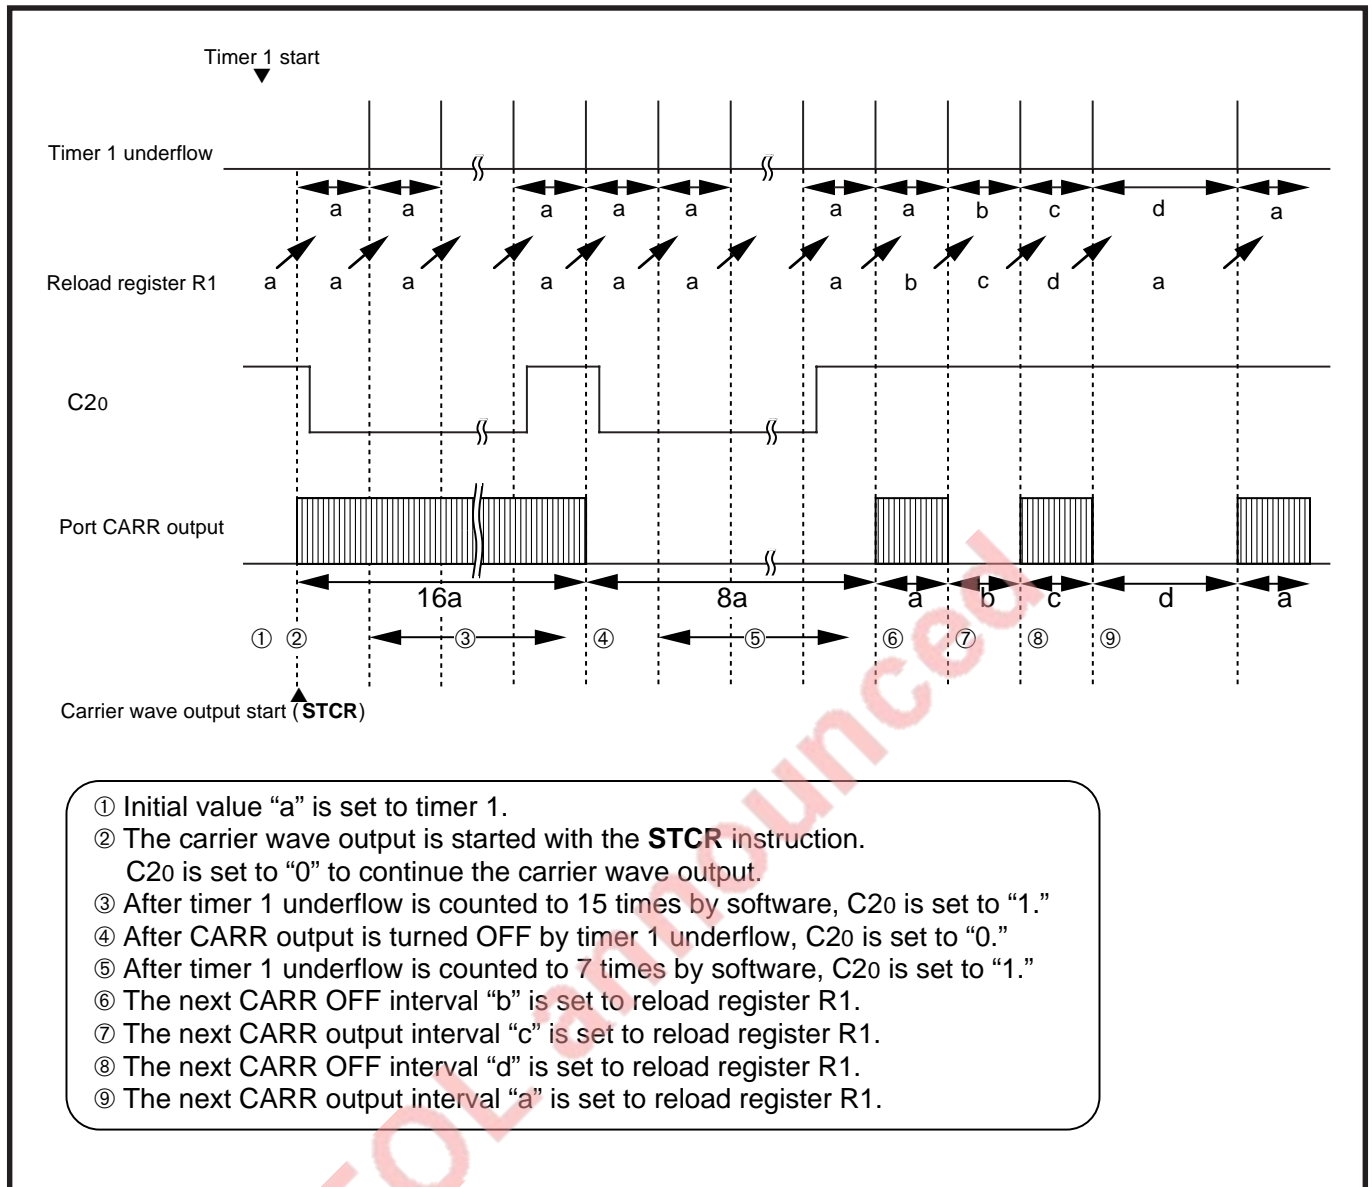 Timer 1 start
Timer 1 underflow
a a a a a a a b c d a
Reload register R1 a a a a a a a b c d a
C20
Port CARR output
16a 8a a b c d a
① ② ③ ④ ⑤ ⑥ ⑦ ⑧ ⑨
Carrier wave output start (STCR)
① Initial value “a” is set to timer 1.
② The carrier wave output is started with the STCR instruction.
C20 is set to “0” to continue the carrier wave output.
③ After timer 1 underflow is counted to 15 times by software, C20 is set to “1.”
④ After CARR output is turned OFF by timer 1 underflow, C20 is set to “0.”
⑤ After timer 1 underflow is counted to 7 times by software, C20 is set to “1.”
⑥ The next CARR OFF interval “b” is set to reload register R1.
⑦ The next CARR output interval “c” is set to reload register R1.
⑧ The next CARR OFF interval “d” is set to reload register R1.
⑨ The next CARR output interval “a” is set to reload register R1.
EOL announced